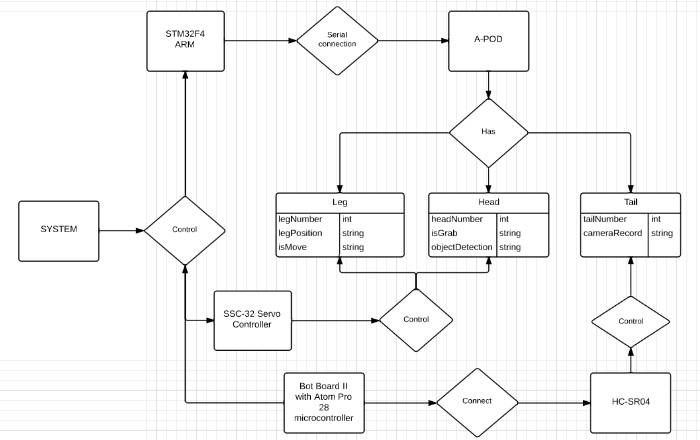 STM32F4
ARM
Serial
connection
A-POD
Has
Leg
legNumber int
legPosition string
isMove string
Head
headNumber int
isGrab string
objectDetection string
Tail
tailNumber int
cameraRecord string
SYSTEM
Control
SSC-32 Servo
Controller
Control
Control
Bot Board II
with Atom Pro
28
microcontroller
Connect
HC-SR04